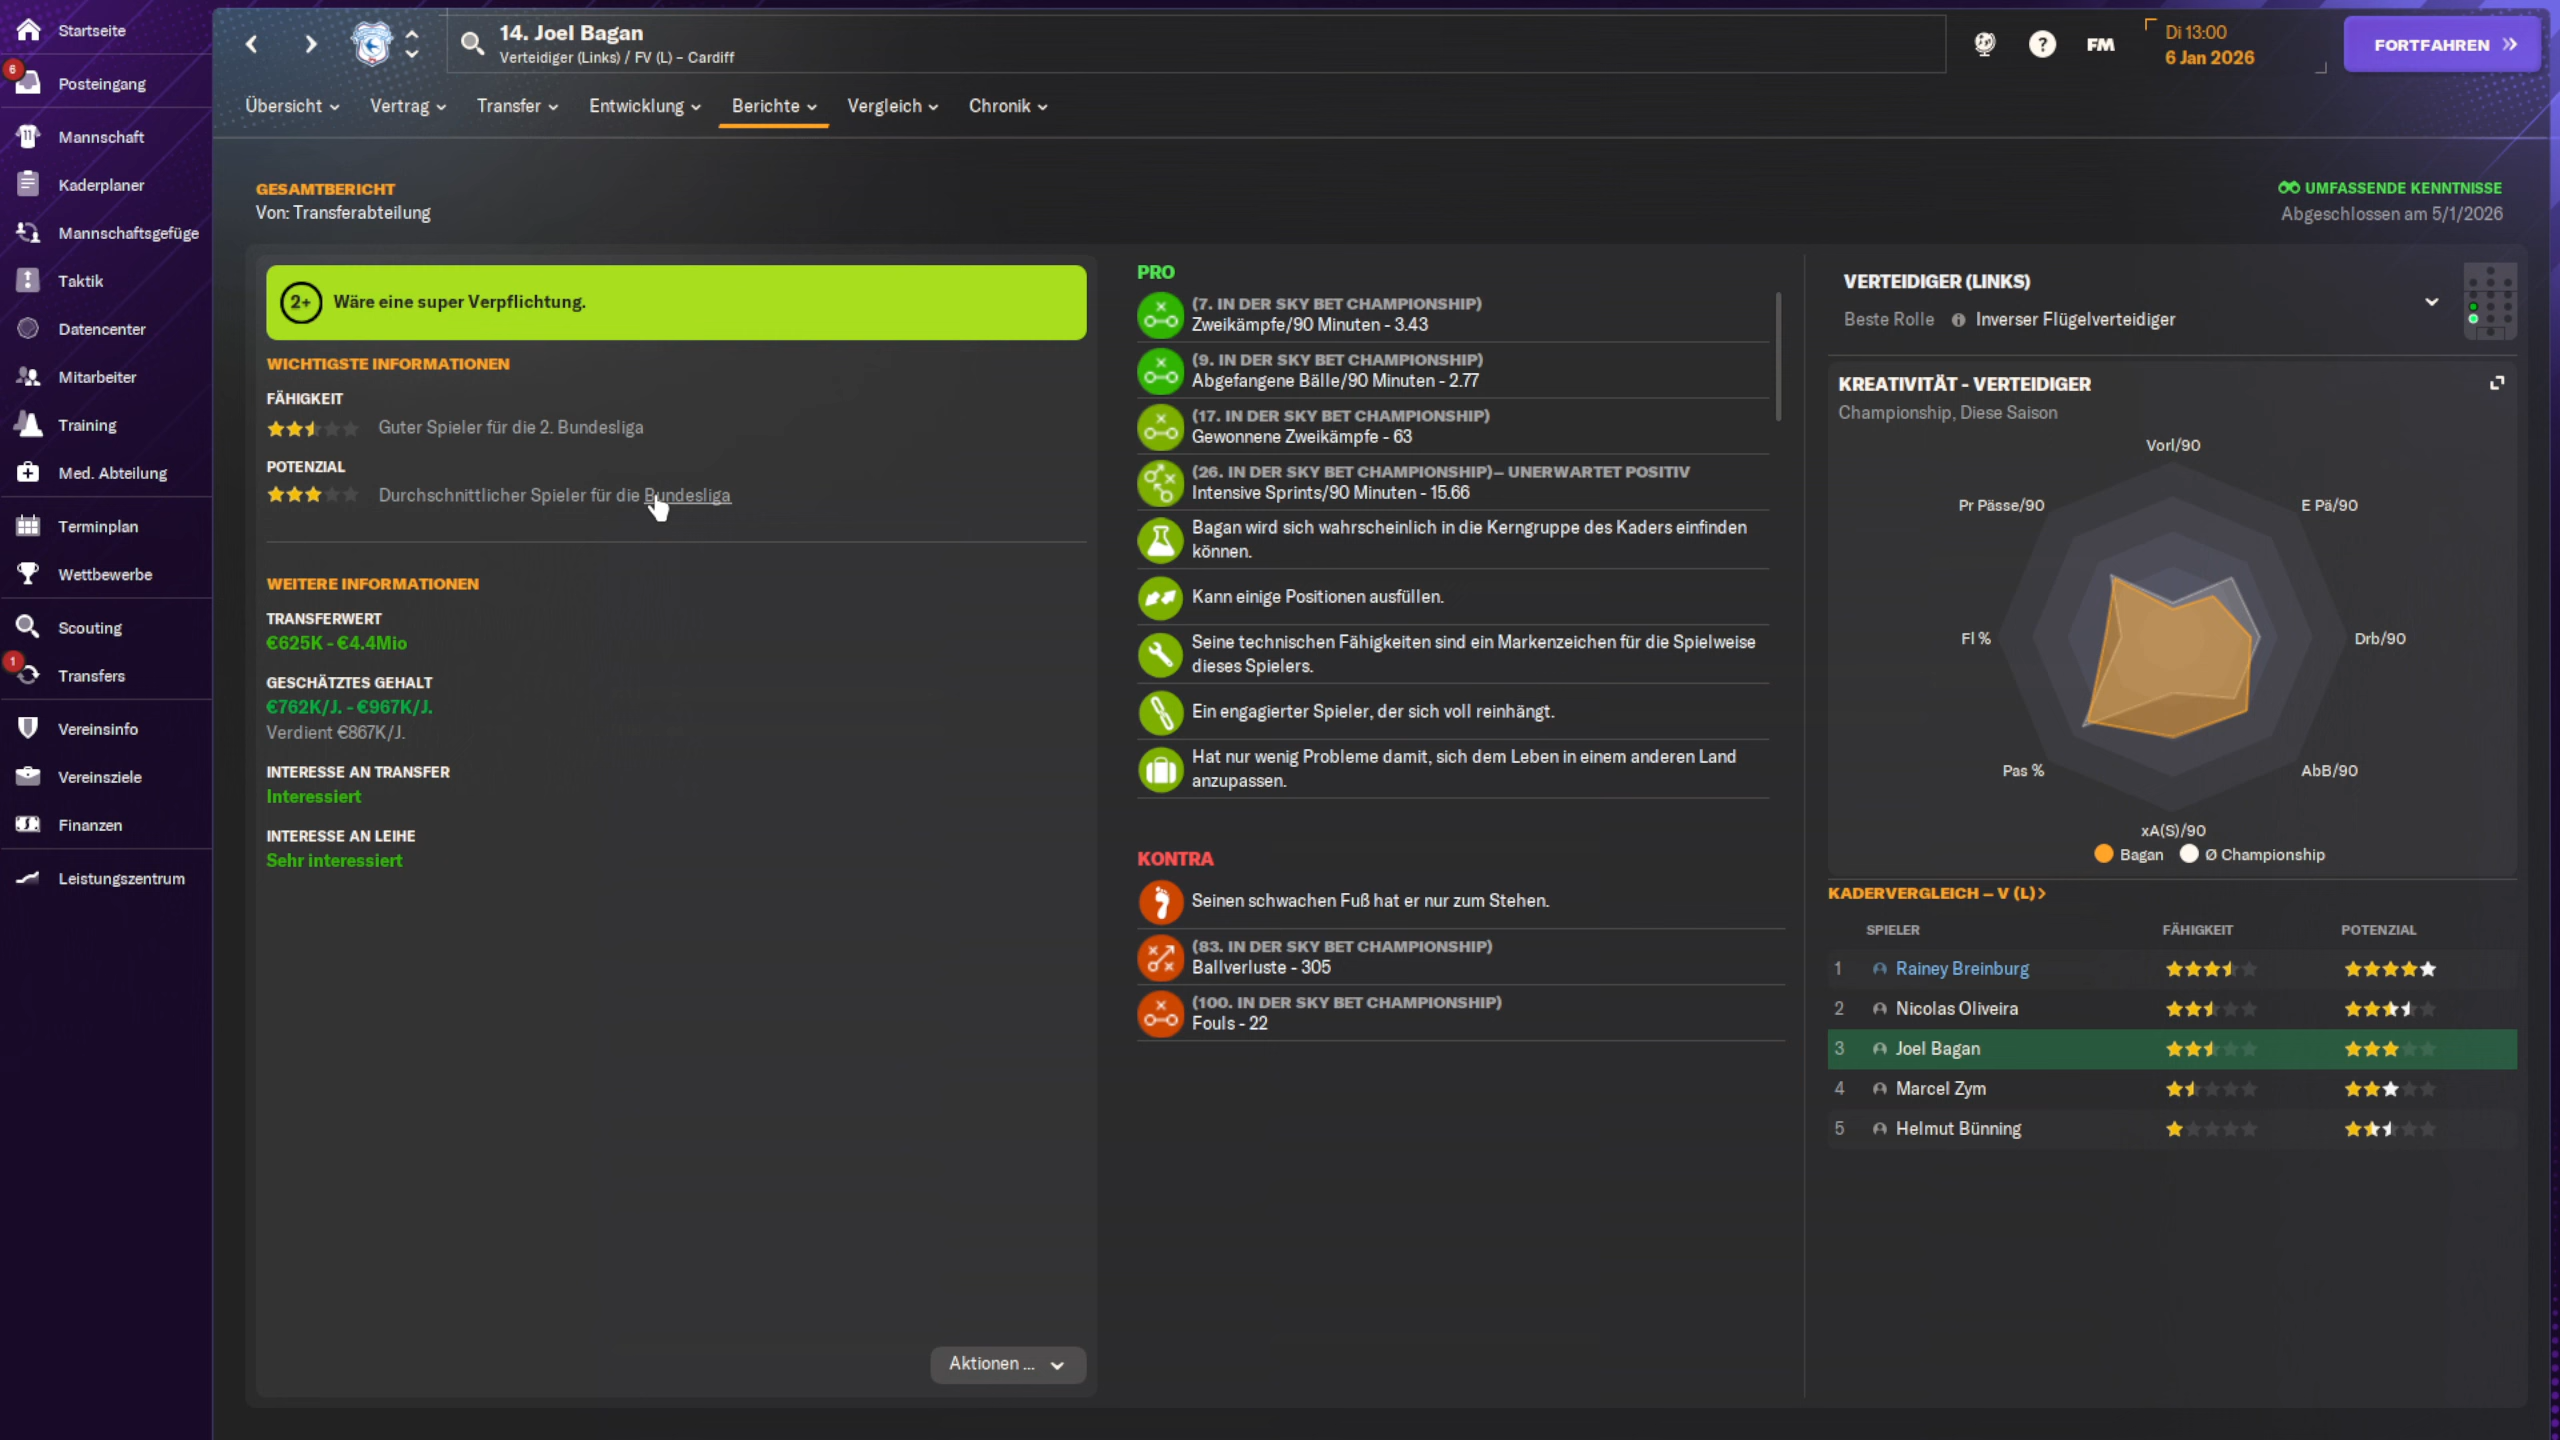 Startseite
6
Posteingang
Mannschaft
Kaderplaner
Mannschaftsgefüge
Taktik
Datencenter
Mitarbeiter
Training
Med. Abteilung
Terminplan
Wettbewerbe
Scouting
1
Transfers
Vereinsinfo
Vereinsziele
Finanzen
Leistungszentrum
14. Joel Bagan
Verteidiger (Links) / FV (L) - Cardiff
?
FM
Di 13:00
6 Jan 2026
FORTFAHREN
Übersicht
Vertrag
Transfer
Entwicklung
Berichte
Vergleich
Chronik
GESAMTBERICHT
Von: Transferabteilung
UMFASSENDE KENNTNISSE
Abgeschlossen am 5/1/2026
2+ Wäre eine super Verpflichtung.
WICHTIGSTE INFORMATIONEN
FÄHIGKEIT
Guter Spieler für die 2. Bundesliga
POTENZIAL
Durchschnittlicher Spieler für die Bundesliga
WEITERE INFORMATIONEN
TRANSFERWERT
€625K - €4.4Mio
GESCHÄTZTES GEHALT
€762K/J. - €967K/J.
Verdient €867K/J.
INTERESSE AN TRANSFER
Interessiert
INTERESSE AN LEIHE
Sehr interessiert
Aktionen ...
PRO
(7. IN DER SKY BET CHAMPIONSHIP)
Zweikämpfe/90 Minuten - 3.43
(9. IN DER SKY BET CHAMPIONSHIP)
Abgefangene Bälle/90 Minuten - 2.77
(17. IN DER SKY BET CHAMPIONSHIP)
Gewonnene Zweikämpfe - 63
(26. IN DER SKY BET CHAMPIONSHIP) – UNERWARTET POSITIV
Intensive Sprints/90 Minuten - 15.66
Bagan wird sich wahrscheinlich in die Kerngruppe des Kaders einfinden
können.
Kann einige Positionen ausfüllen.
Seine technischen Fähigkeiten sind ein Markenzeichen für die Spielweise
dieses Spielers.
Ein engagierter Spieler, der sich voll reinhängt.
Hat nur wenig Probleme damit, sich dem Leben in einem anderen Land
anzupassen.
KONTRA
Seinen schwachen Fuß hat er nur zum Stehen.
(83. IN DER SKY BET CHAMPIONSHIP)
Ballverluste - 305
(100. IN DER SKY BET CHAMPIONSHIP)
Fouls - 22
VERTEIDIGER (LINKS)
Beste Rolle Inverser Flügelverteidiger
KREATIVITÄT - VERTEIDIGER
Championship, Diese Saison
Vorl/90
Pr Pässe/90
E Pä/90
Fl %
Drb/90
Pas %
AbB/90
xA(S)/90
Bagan
Ø Championship
KADERVERGLEICH – V (L) >
SPIELER FÄHIGKEIT POTENZIAL
1 Rainey Breinburg
2 Nicolas Oliveira
3 Joel Bagan
4 Marcel Zym
5 Helmut Bünning